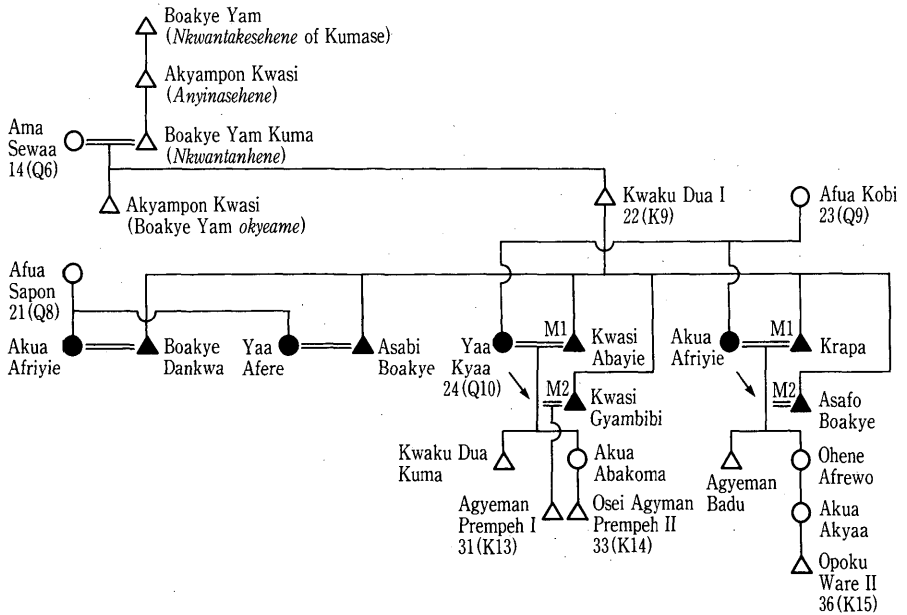 Boakye Yam
(Nkwantakesehene of Kumase)
Akyampon Kwasi
(Anyinasehene)
Ama
Sewaa
14(Q6)
Boakye Yam Kuma
(Nkwantanhene)
Akyampon Kwasi
(Boakye Yam okyeame)
Kwaku Dua I
22(K9)
Afua Kobi
23(Q9)
Afua
Sapon
21(Q8)
Akua
Afriyie
Boakye
Dankwa
Yaa
Afere
Asabi
Boakye
Yaa
Kyaa
24(Q10)
M1
Kwasi
Abayie
Akua
Afriyie
M1
Krapa
M2
Kwasi
Gyambibi
M2
Asafo
Boakye
Kwaku Dua
Kuma
Akua
Abakoma
Agyeman
Badu
Ohene
Afrewo
Agyeman
Prempeh I
31(K13)
Osei Agyman
Prempeh II
33(K14)
Akua
Akyaa
Opoku
Ware II
36(K15)